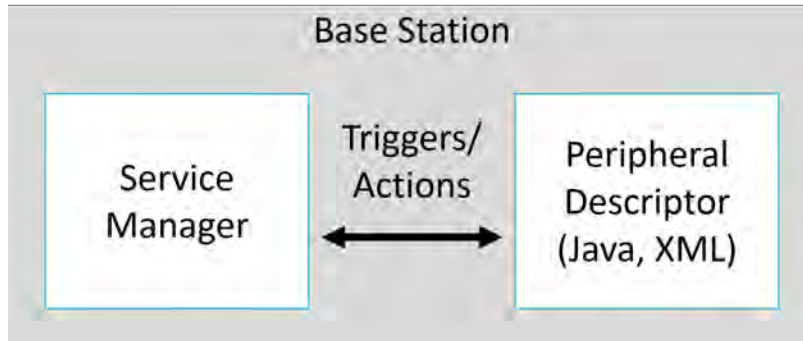 Base Station
Service
Manager
Triggers/
Actions
Peripheral
Descriptor
(Java, XML)